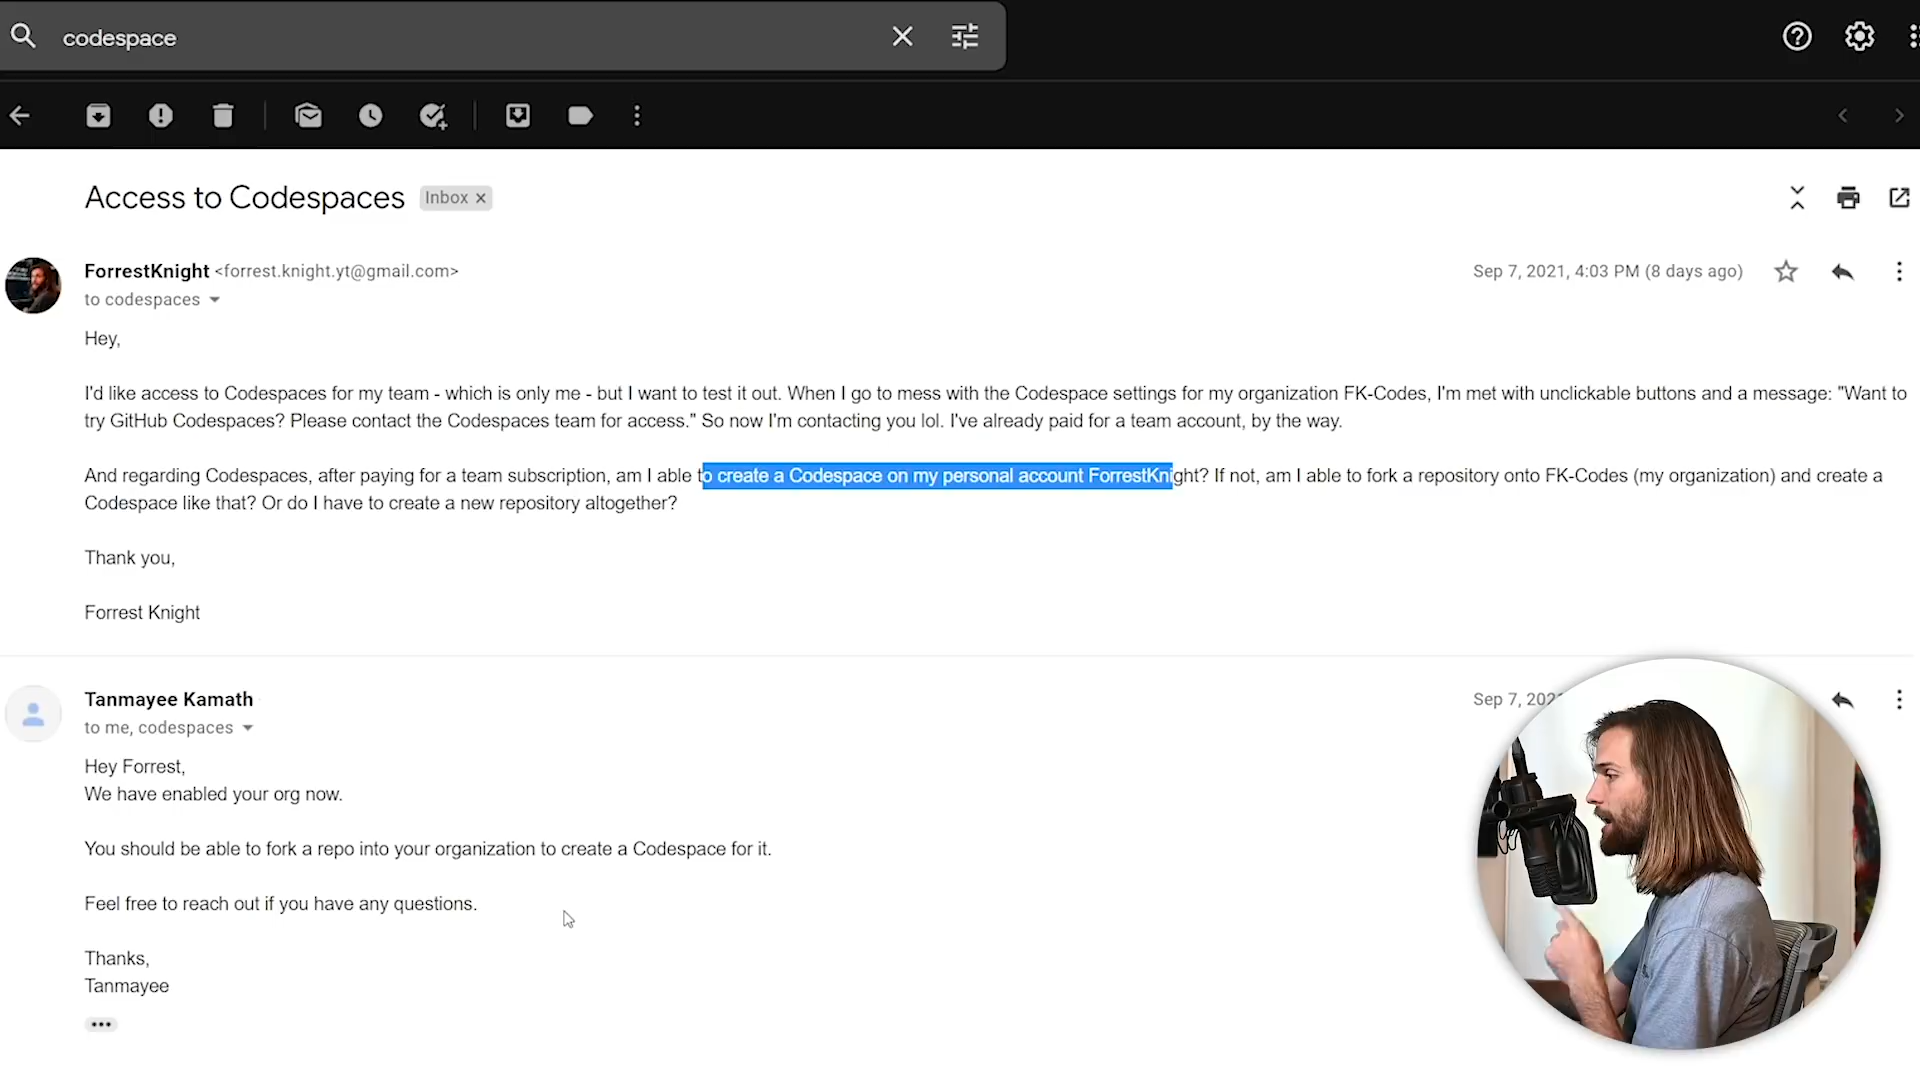 codespace
Access to Codespaces Inbox ×
ForrestKnight <forrest.knight.yt@gmail.com> Sep 7, 2021, 4:03 PM (8 days ago)
to codespaces
Hey,
I'd like access to Codespaces for my team - which is only me - but I want to test it out. When I go to mess with the Codespace settings for my organization FK-Codes, I'm met with unclickable buttons and a message: "Want to
try GitHub Codespaces? Please contact the Codespaces team for access." So now I'm contacting you lol. I've already paid for a team account, by the way.
And regarding Codespaces, after paying for a team subscription, am I able to create a Codespace on my personal account ForrestKnight? If not, am I able to fork a repository onto FK-Codes (my organization) and create a
Codespace like that? Or do I have to create a new repository altogether?
Thank you,
Forrest Knight
Tanmayee Kamath Sep 7, 202
to me, codespaces
Hey Forrest,
We have enabled your org now.
You should be able to fork a repo into your organization to create a Codespace for it.
Feel free to reach out if you have any questions.
Thanks,
Tanmayee